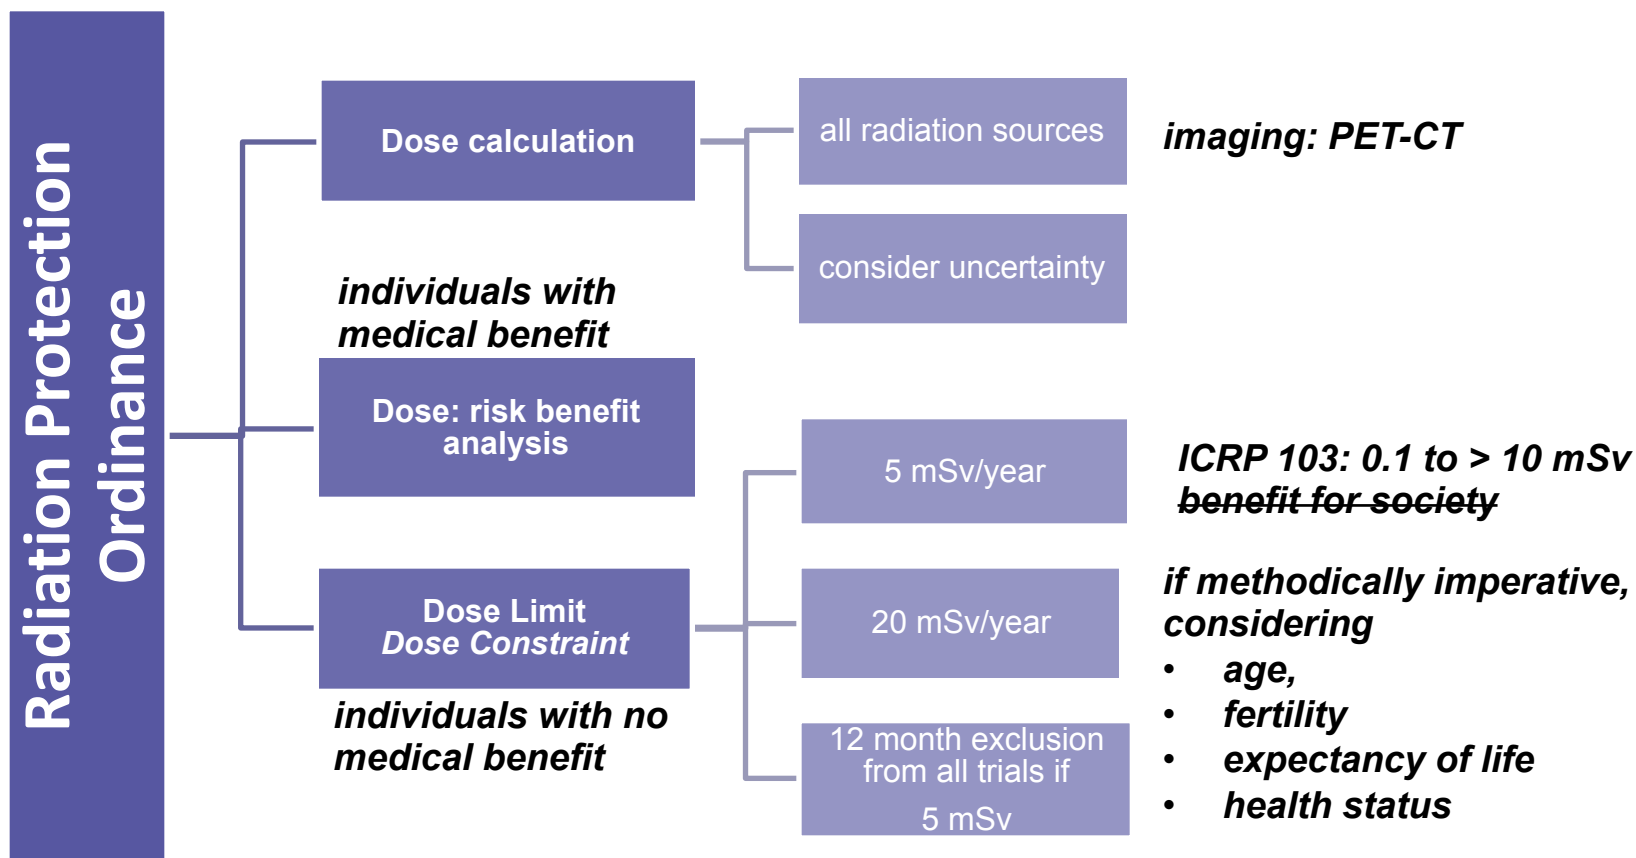 Radiation Protection
Ordinance
Dose calculation
all radiation sources
imaging: PET-CT
consider uncertainty
individuals with
medical benefit
Dose: risk benefit
analysis
Dose Limit
Dose Constraint
individuals with no
medical benefit
5 mSv/year
ICRP 103: 0.1 to > 10 mSv
benefit for society
20 mSv/year
if methodically imperative,
considering
• age,
• fertility
• expectancy of life
• health status
12 month exclusion
from all trials if
5 mSv